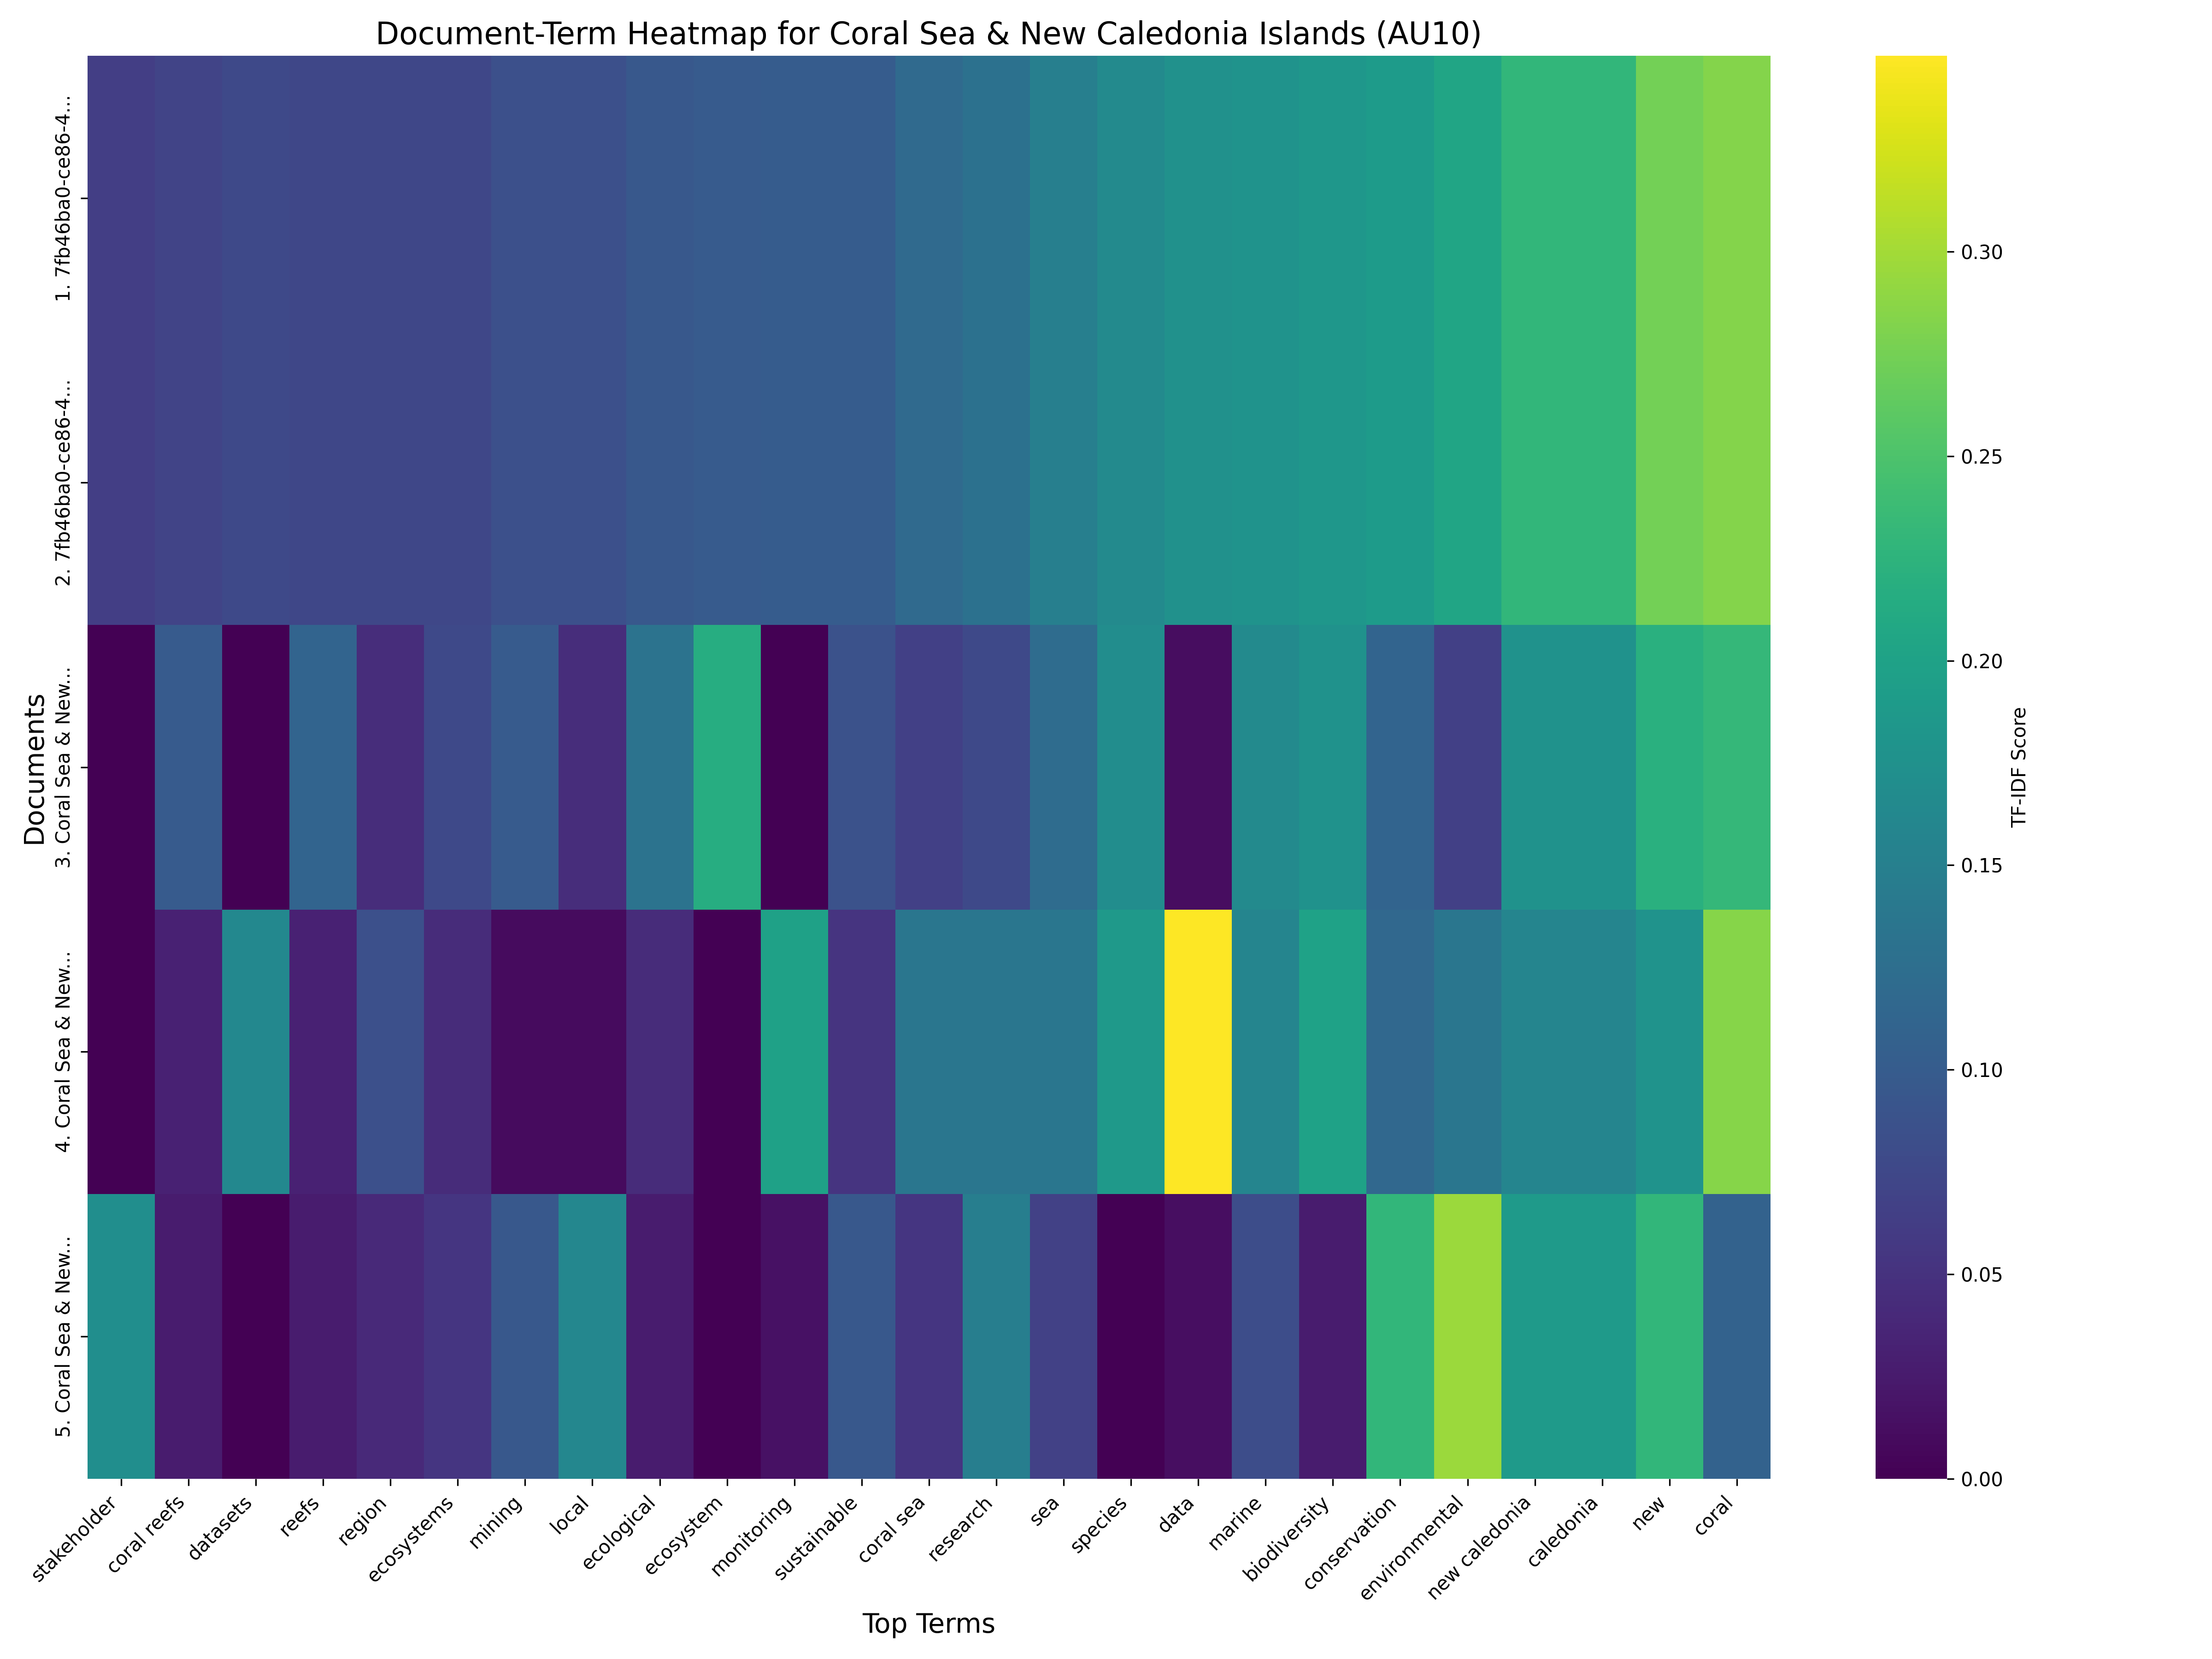 Document-Term Heatmap for Coral Sea & New Caledonia Islands (AU10)
Documents
1. 7fb46ba0-ce86-4...
2. 7fb46ba0-ce86-4...
3. Coral Sea & New...
4. Coral Sea & New...
5. Coral Sea & New...
stakeholder
coral reefs
datasets
reefs
region
ecosystems
mining
local
ecological
ecosystem
monitoring
sustainable
coral sea
research
sea
species
data
marine
biodiversity
conservation
environmental
new caledonia
caledonia
new
coral
Top Terms
0.30
0.25
0.20
0.15
0.10
0.05
0.00
TF-IDF Score